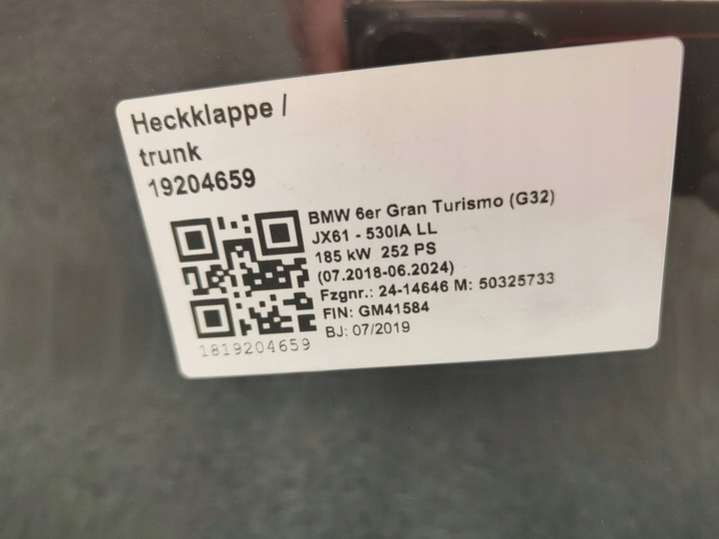 Heckklappe /
trunk
19204659
BMW 6er Gran Turismo (G32)
JX61 - 530IA LL
185 kW 252 PS
(07.2018-06.2024)
Fzgnr.: 24-14646 M: 50325733
FIN: GM41584
BJ: 07/2019
1819204659